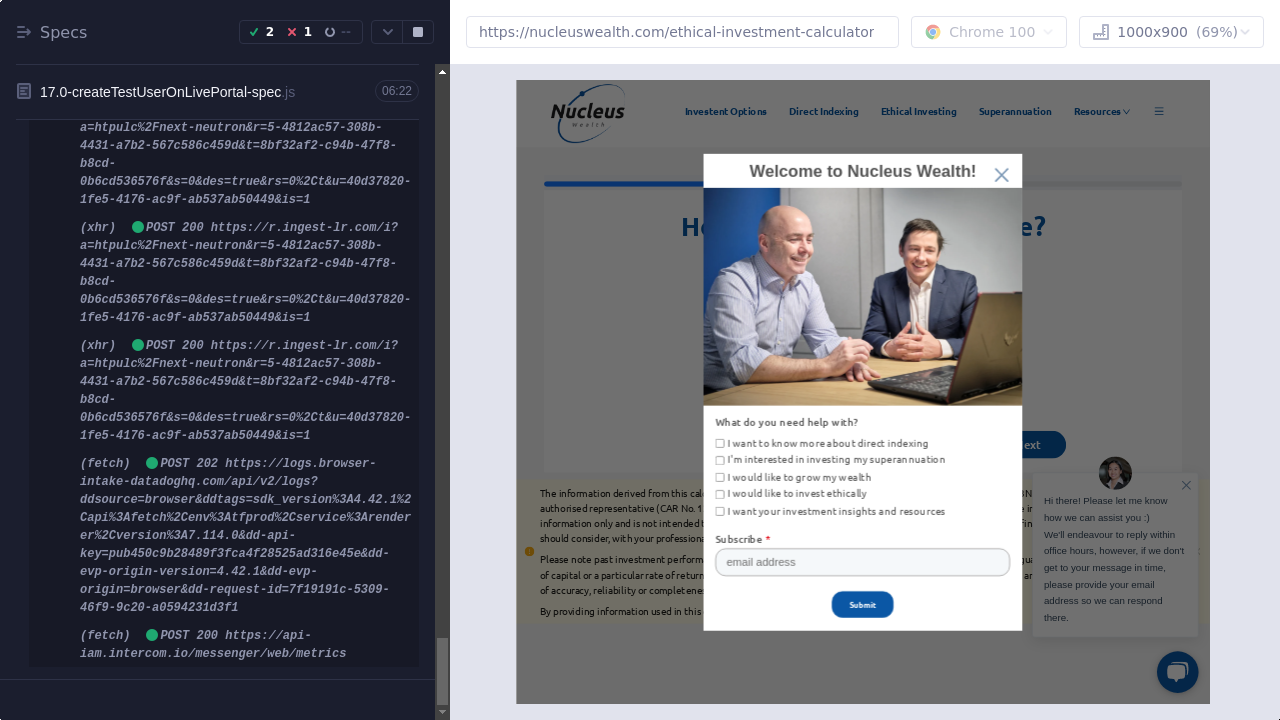 Specs
2
1
--
https://nucleuswealth.com/ethical-investment-calculator
Chrome 100
1000x900 (69%)
17.0-createTestUserOnLivePortal-spec.js
06:22
a=htpulc%2Fnext-neutron&r=5-4812ac57-308b-
4431-a7b2-567c586c459d&t=8bf32af2-c94b-47f8-
b8cd-
0b6cd536576f&s=0&des=true&rs=0%2Ct&u=40d37820-
1fe5-4176-ac9f-ab537ab50449&is=1
(xhr) POST 200 https://r.ingest-lr.com/i?
a=htpulc%2Fnext-neutron&r=5-4812ac57-308b-
4431-a7b2-567c586c459d&t=8bf32af2-c94b-47f8-
b8cd-
0b6cd536576f&s=0&des=true&rs=0%2Ct&u=40d37820-
1fe5-4176-ac9f-ab537ab50449&is=1
(xhr) POST 200 https://r.ingest-lr.com/i?
a=htpulc%2Fnext-neutron&r=5-4812ac57-308b-
4431-a7b2-567c586c459d&t=8bf32af2-c94b-47f8-
b8cd-
0b6cd536576f&s=0&des=true&rs=0%2Ct&u=40d37820-
1fe5-4176-ac9f-ab537ab50449&is=1
(fetch) POST 202 https://logs.browser-
intake-datadoghq.com/api/v2/logs?
ddsource=browser&ddtags=sdk_version%3A4.42.1%2
Capi%3Afetch%2Cenv%3Atfprod%2Cservice%3Arender
er%2Cversion%3A7.114.0&dd-api-
key=pub450c9b28489f3fca4f28525ad316e45e&dd-
evp-origin-version=4.42.1&dd-evp-
origin=browser&dd-request-id=7f19191c-5309-
46f9-9c20-a0594231d3f1
(fetch) POST 200 https://api-
iam.intercom.io/messenger/web/metrics
Nucleus
Wealth
Investent Options
Direct Indexing
Ethical Investing
Superannuation
Resources
Welcome to Nucleus Wealth!
What do you need help with?
I want to know more about direct indexing
I'm interested in investing my superannuation
I would like to grow my wealth
I would like to invest ethically
I want your investment insights and resources
Subscribe *
email address
Submit
ext
The information derived from this cal
authorised representative (CAR No. 1
information only and is not intended t
should consider, with your professiona
Please note past investment perform
of capital or a particular rate of return
of accuracy, reliability or completenes
By providing information used in this
Hi there! Please let me know
how can we assist you :)
We'll endeavour to reply within
office hours, however, if we don't
get to your message in time,
please provide your email
address so we can respond
there.